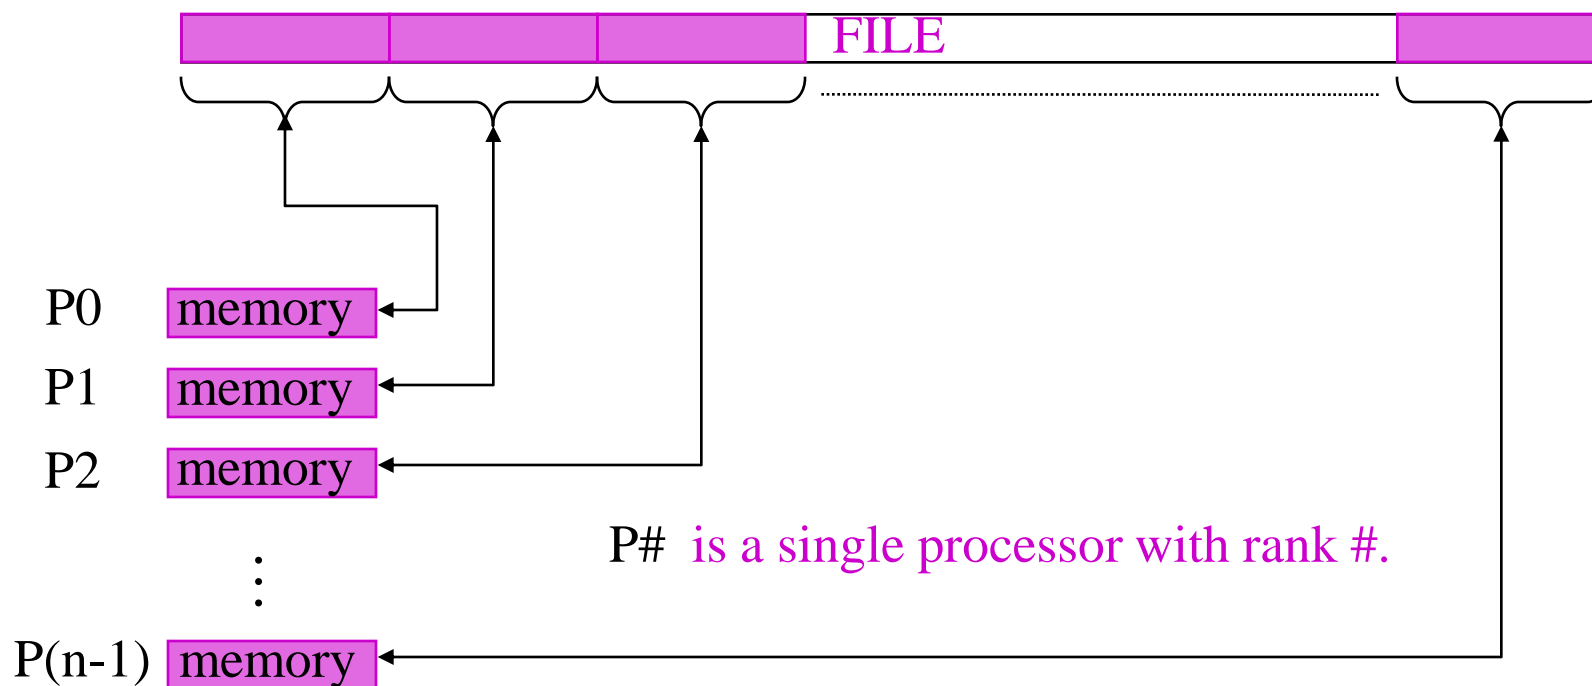 FILE
P0 memory
P1 memory
P2 memory
P# is a single processor with rank #.
P(n-1) memory